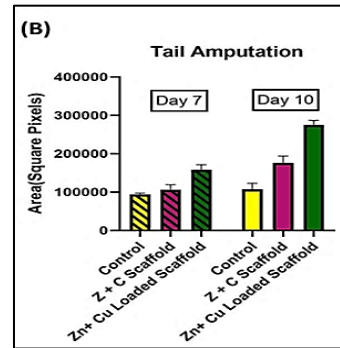 (B)
Tail Amputation
Area(Square Pixels)
400000
300000
200000
100000
0
Day 7
Day 10
Control
Z + C Scaffold
Zn+ Cu Loaded Scaffold
Control
Z + C Scaffold
Zn+ Cu Loaded Scaffold